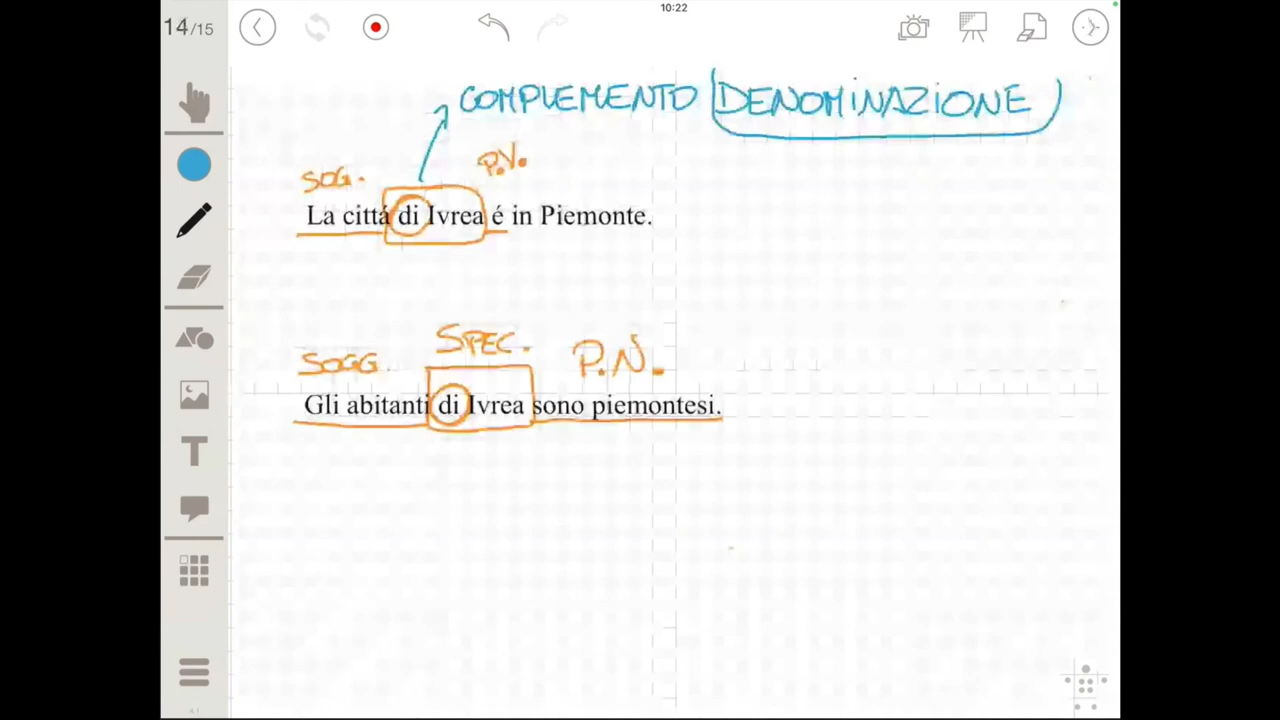 10:22
14/15
COMPLEMENTO DENOMINAZIONE
SOG. P.V.
La cittá di Ivrea é in Piemonte.
SOGG. SPEC. P.N.
Gli abitanti di Ivrea sono piemontesi.
T